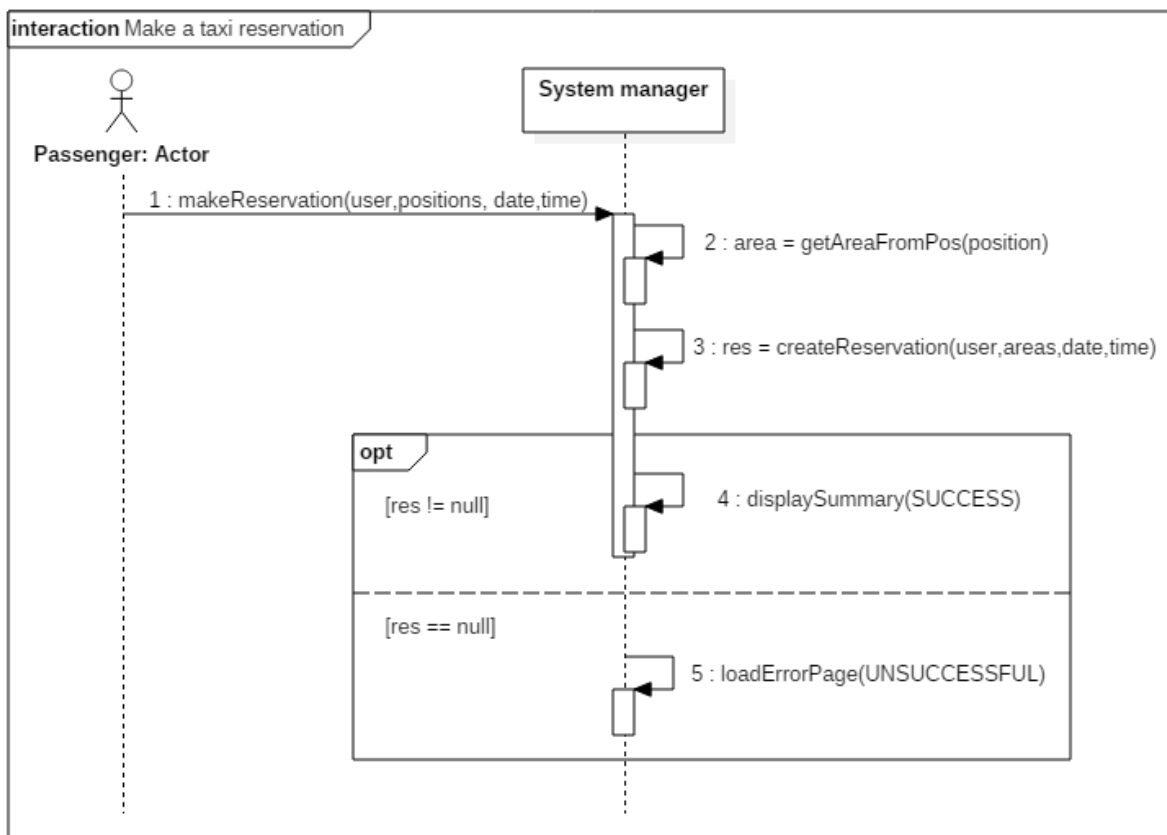 interaction Make a taxi reservation
System manager
Passenger: Actor
1 : makeReservation(user,positions, date,time)
2 : area = getAreaFromPos(position)
3 : res = createReservation(user,areas,date,time)
opt
[res != null]
4 : displaySummary(SUCCESS)
[res == null]
5 : loadErrorPage(UNSUCCESSFUL)